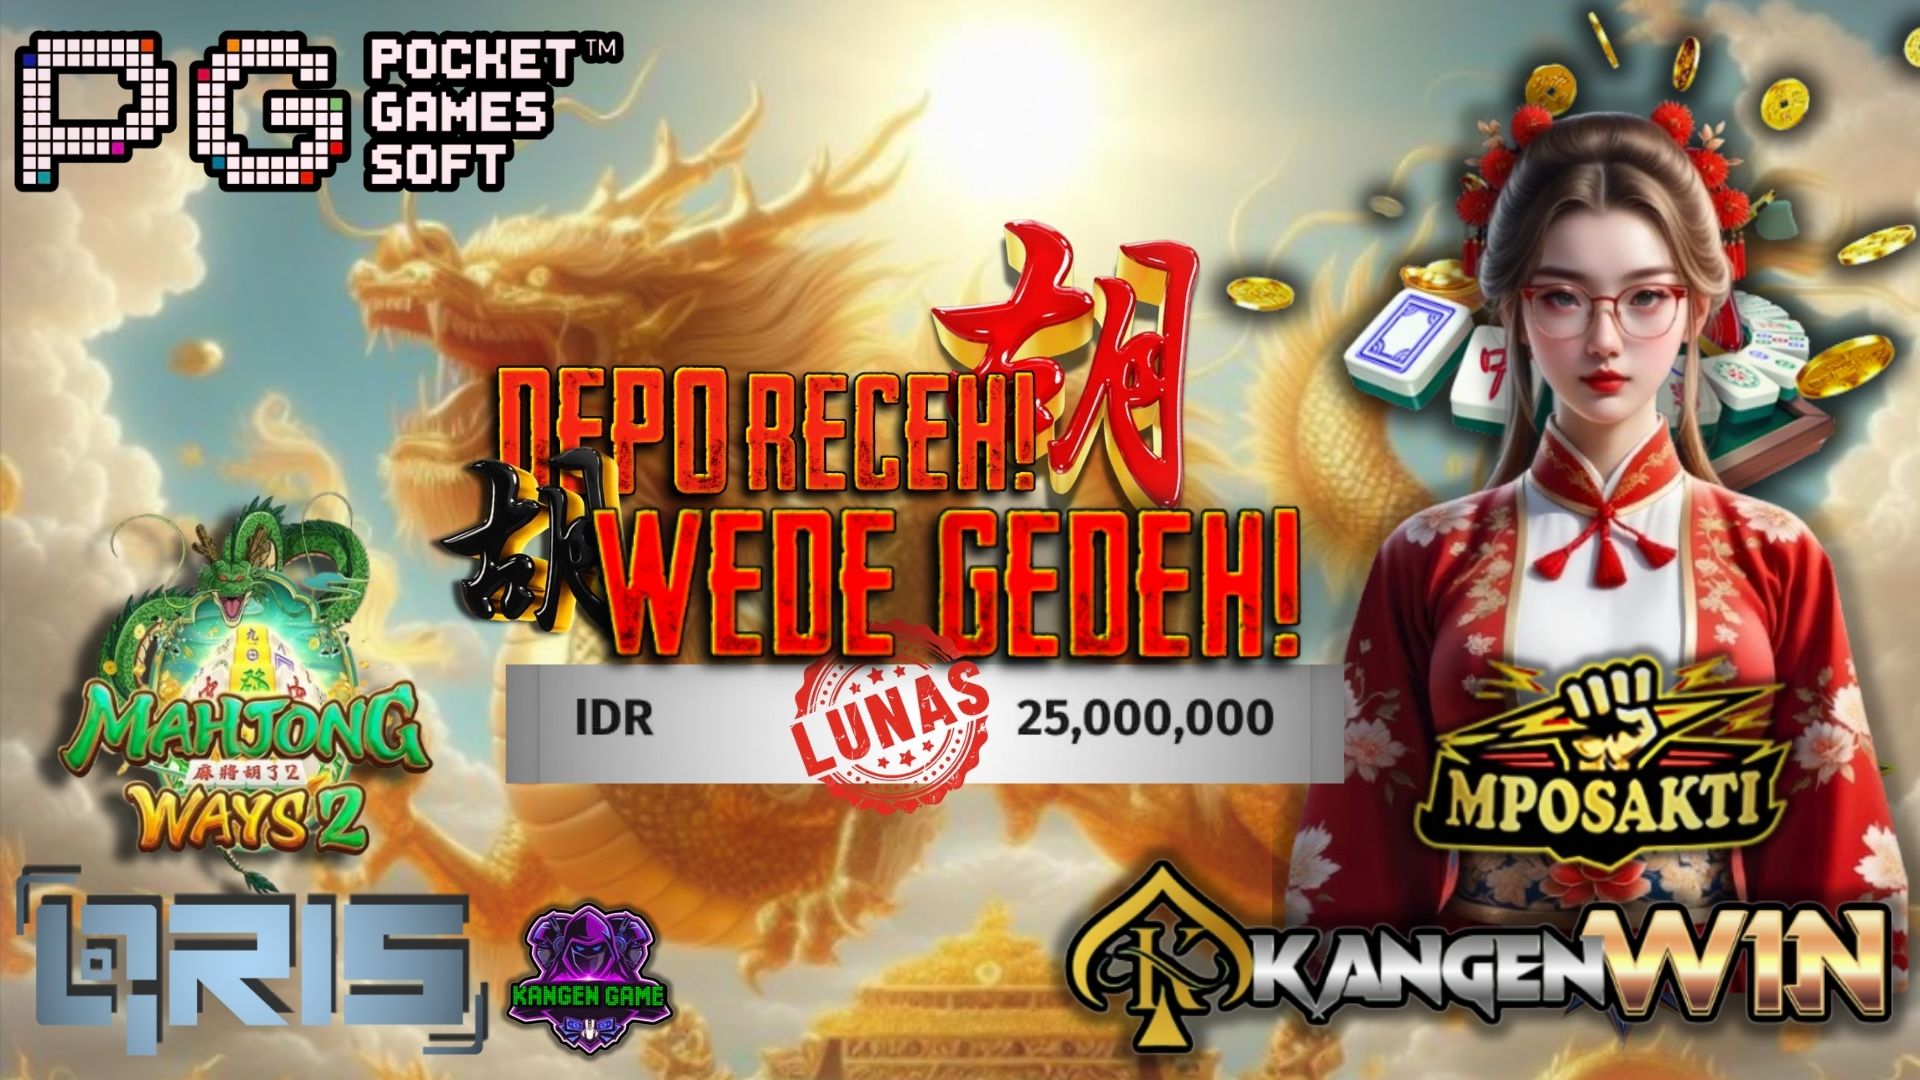 PG
POCKET™
GAMES
SOFT
胡
DEPO RECEH!
胡
WEDE GEDEH!
IDR
LUNAS
25,000,000
MAHJONG
麻將胡了2
WAYS 2
MPOSAKTI
QRIS
KANGEN GAME
K
KANGENW1N